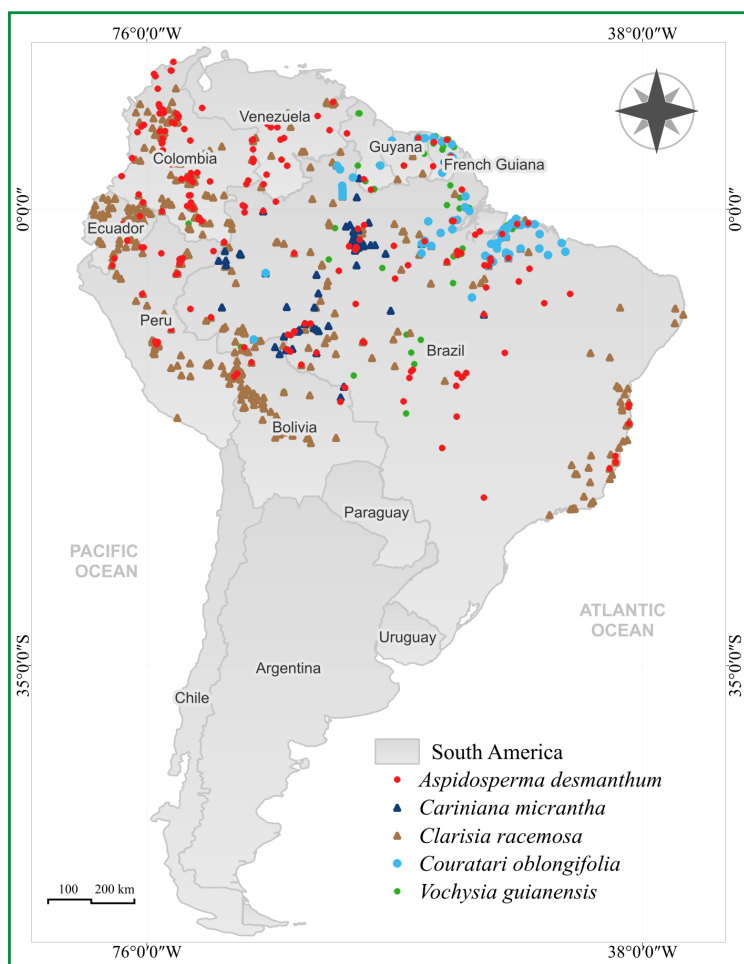 76°0'0"W 38°0'0"W
Venezuela
Guyana
Colombia
French Guiana
0°0'0" 0°0'0"
Ecuador
Peru
Brazil
Bolivia
Paraguay
PACIFIC
OCEAN
ATLANTIC
OCEAN
Uruguay
35°0'0"S 35°0'0"S
Argentina
Chile
South America
Aspidosperma desmanthum
Cariniana micrantha
Clarisia racemosa
Couratari oblongifolia
Vochysia guianensis
100 200 km
76°0'0"W 38°0'0"W